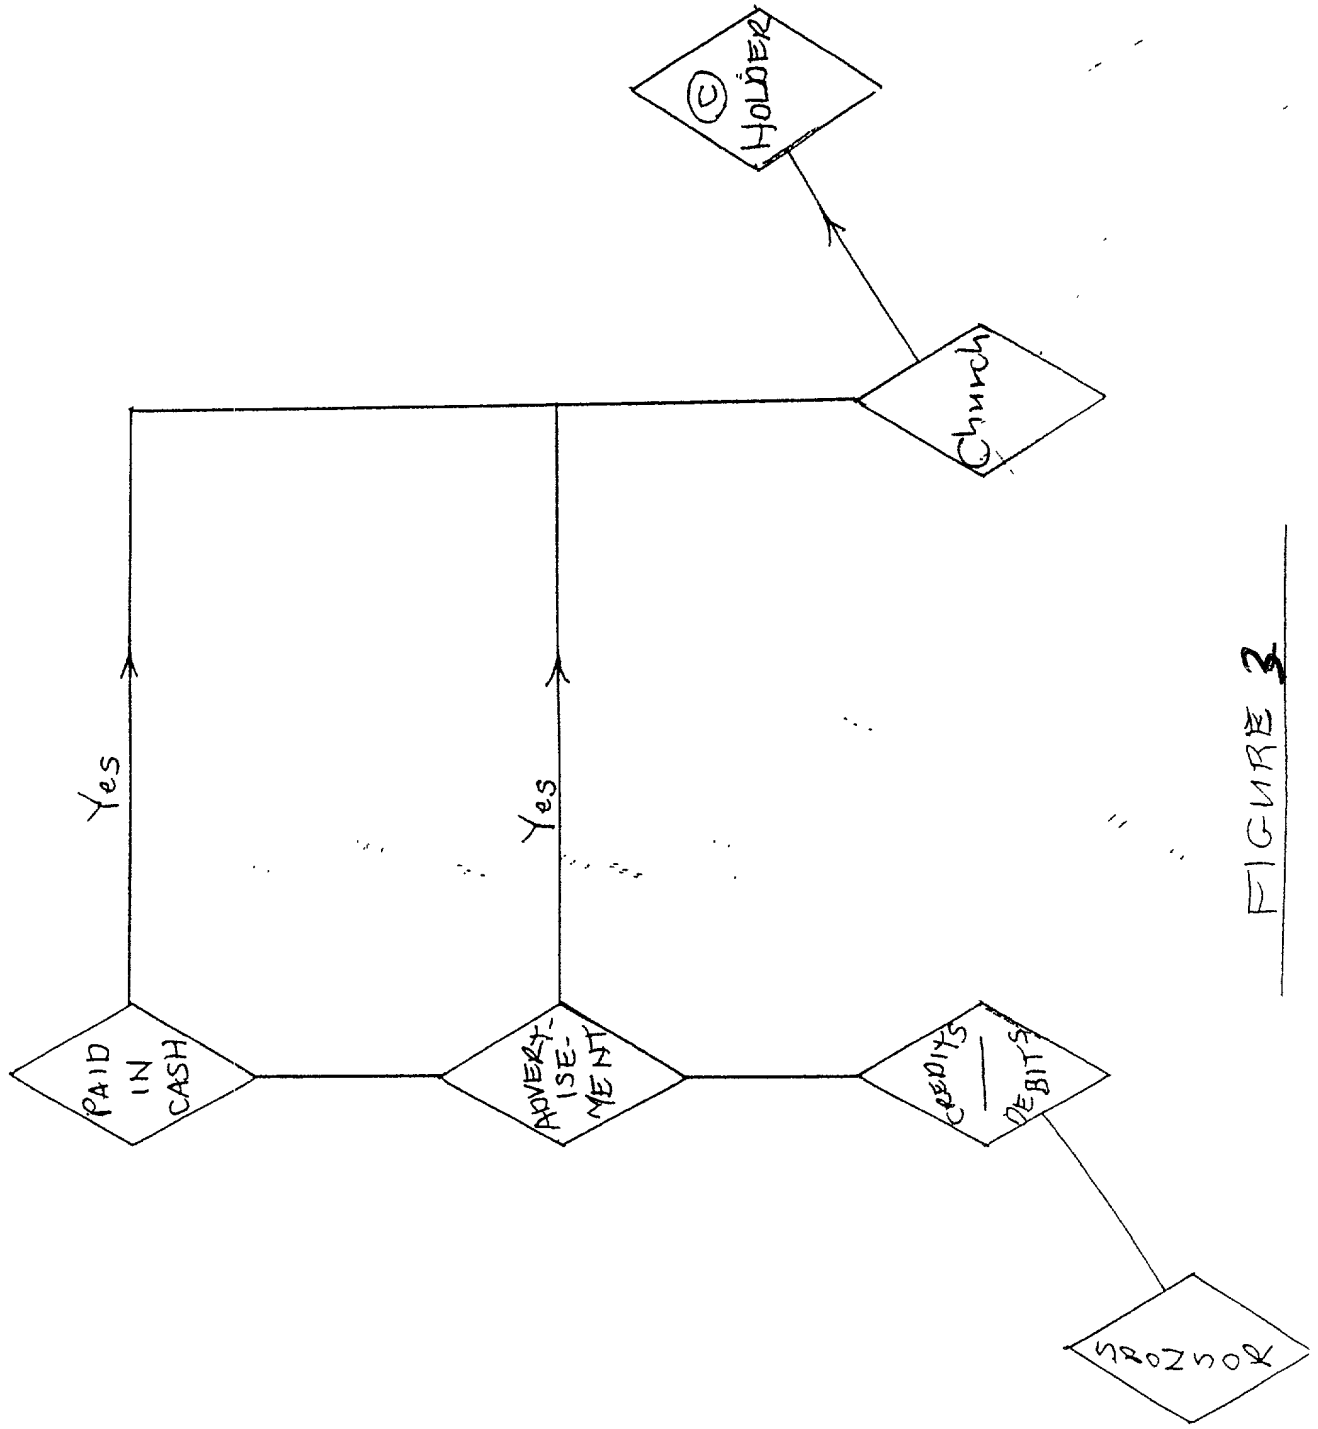 PAID
IN
CASH
Yes
ADVERT-
ISE-
MENT
Yes
CREDITS
DEBITS
SPONSOR
Church
©
HOLDER
FIGURE 3